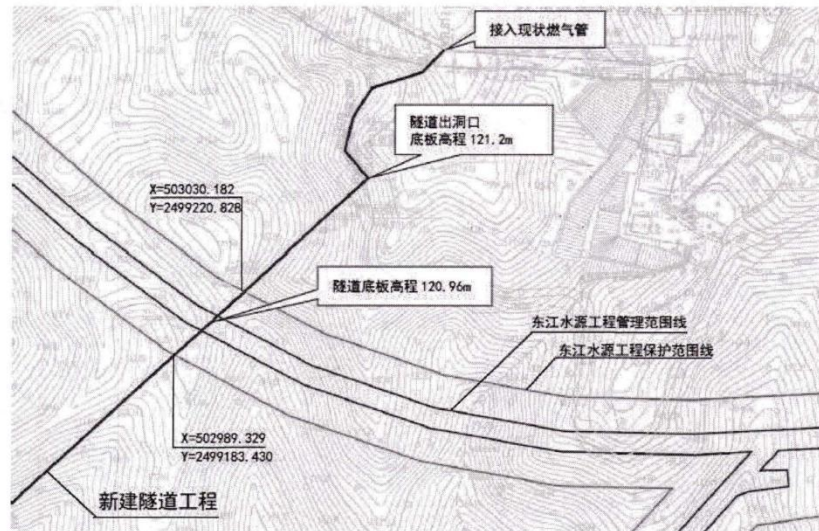 接入现状燃气管
隧道出洞口
底板高程 121.2m
X=503030.182
Y=2499220.828
隧道底板高程 120.96m
东江水源工程管理范围线
东江水源工程保护范围线
X=502989.329
Y=2499183.430
新建隧道工程